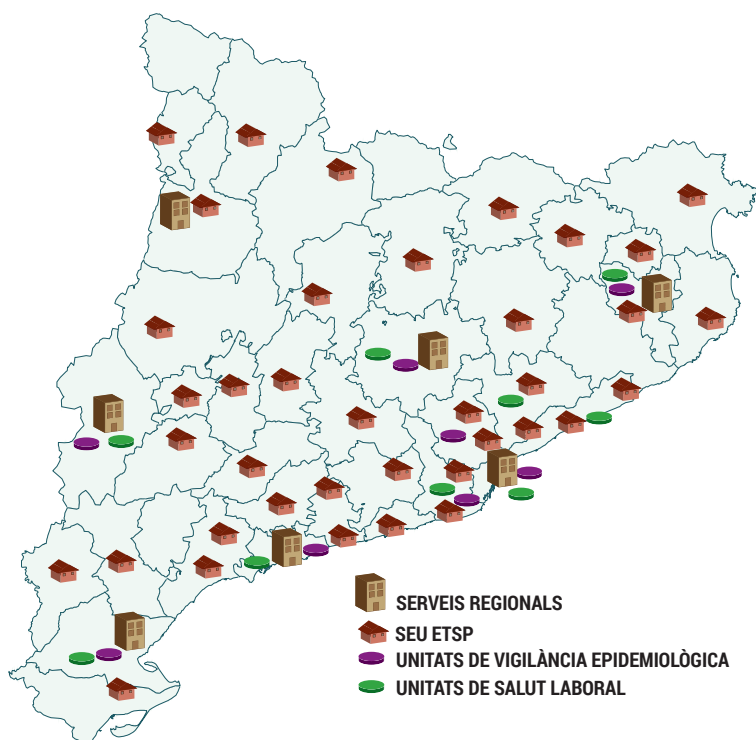 SERVEIS REGIONALS
SEU ETSP
UNITATS DE VIGILÀNCIA EPIDEMIOLÒGICA
UNITATS DE SALUT LABORAL